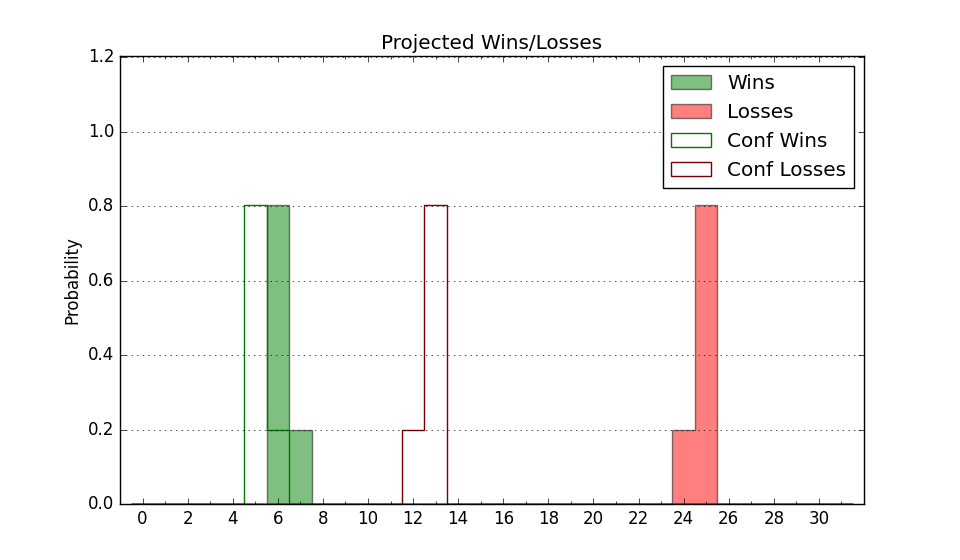 Projected Wins/Losses
1.2
1.0
0.8
0.6
0.4
0.2
0.0
Probability
Wins
Losses
Conf Wins
Conf Losses
0 2 4 6 8 10 12 14 16 18 20 22 24 26 28 30